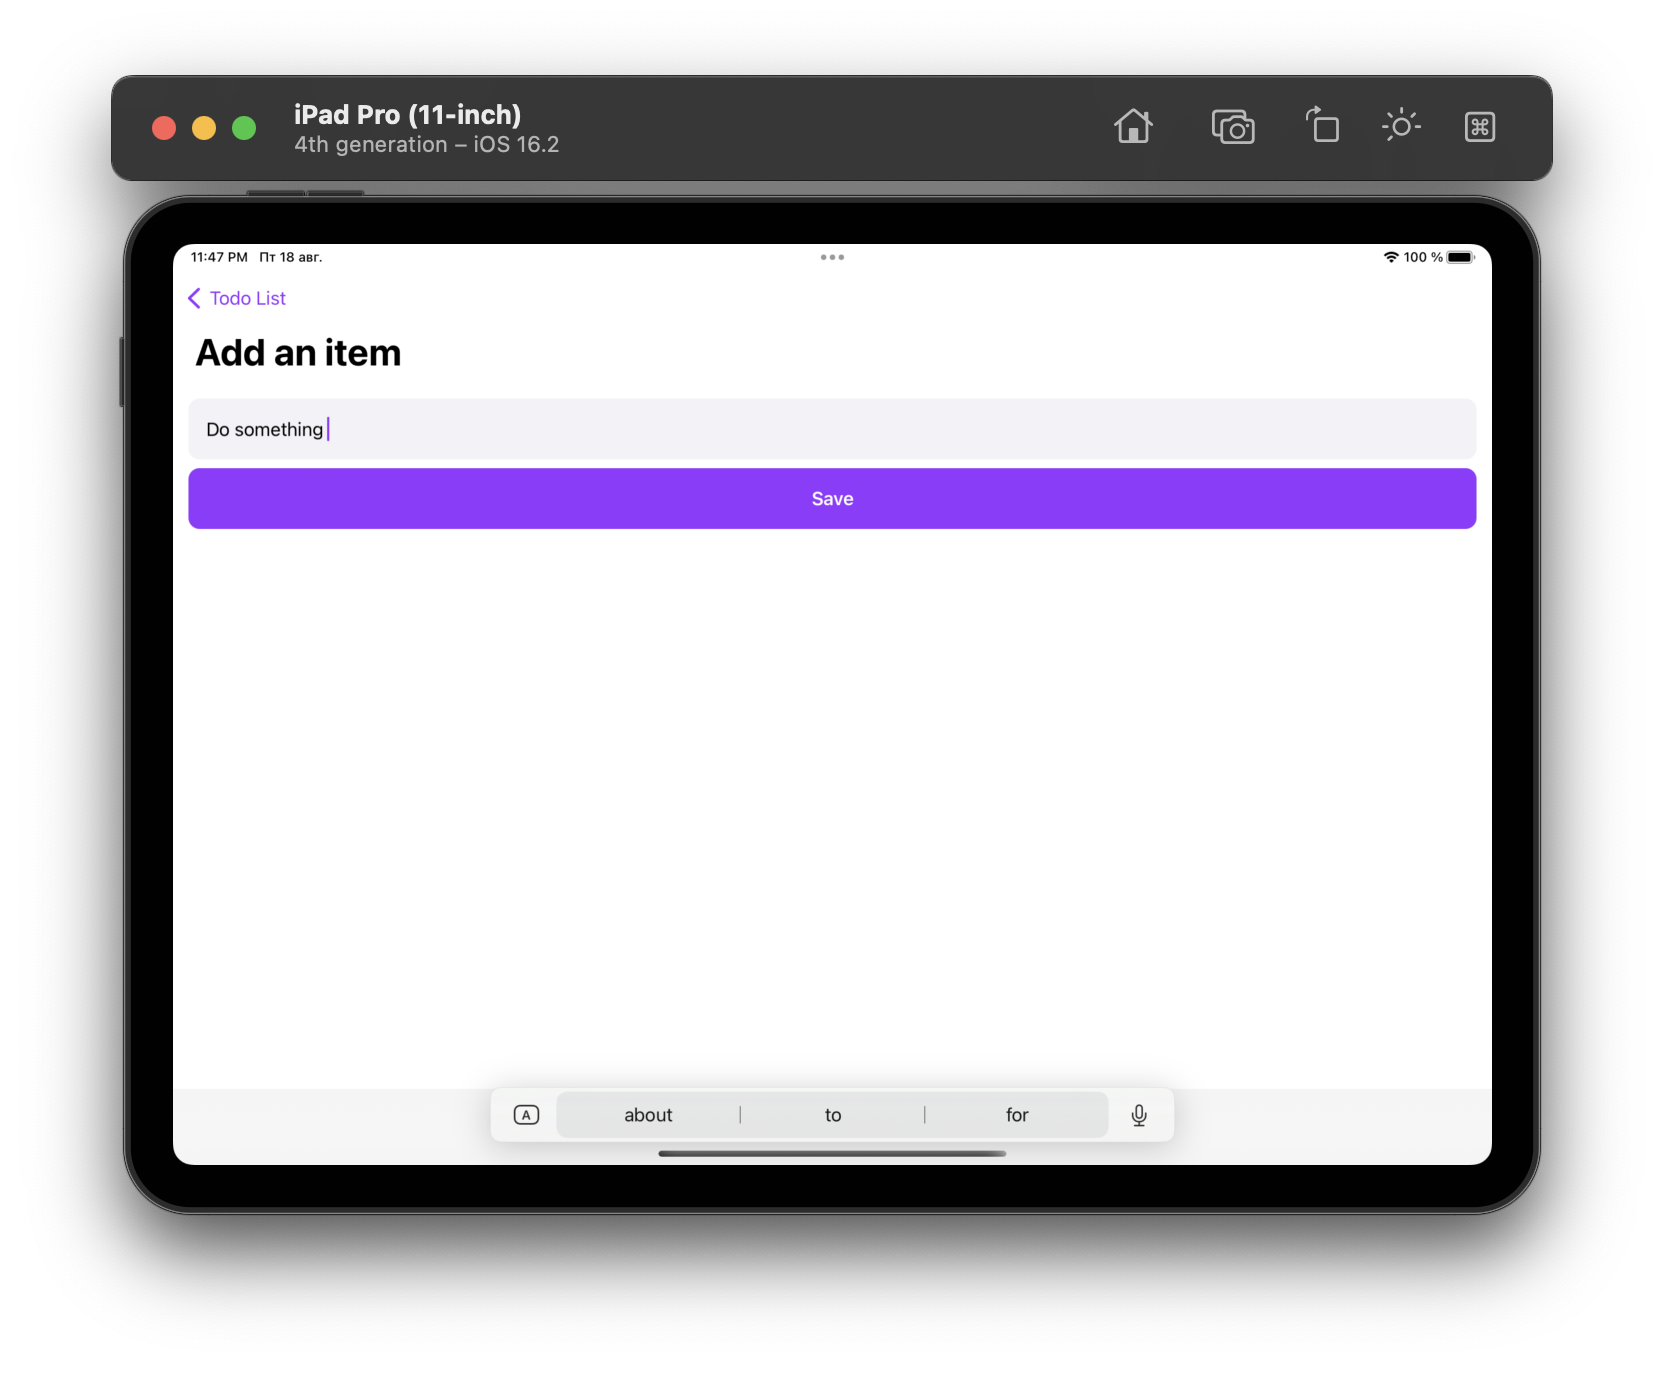 iPad Pro (11-inch)
4th generation – iOS 16.2
11:47 PM Пт 18 авг.
100 %
Todo List
Add an item
Do something
Save
A
about
to
for